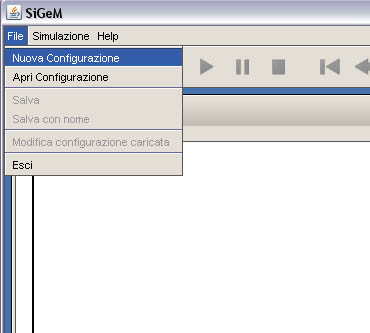 SiGeM
File Simulazione Help
Nuova Configurazione
Apri Configurazione
Salva
Salva con nome
Modifica configurazione caricata
Esci